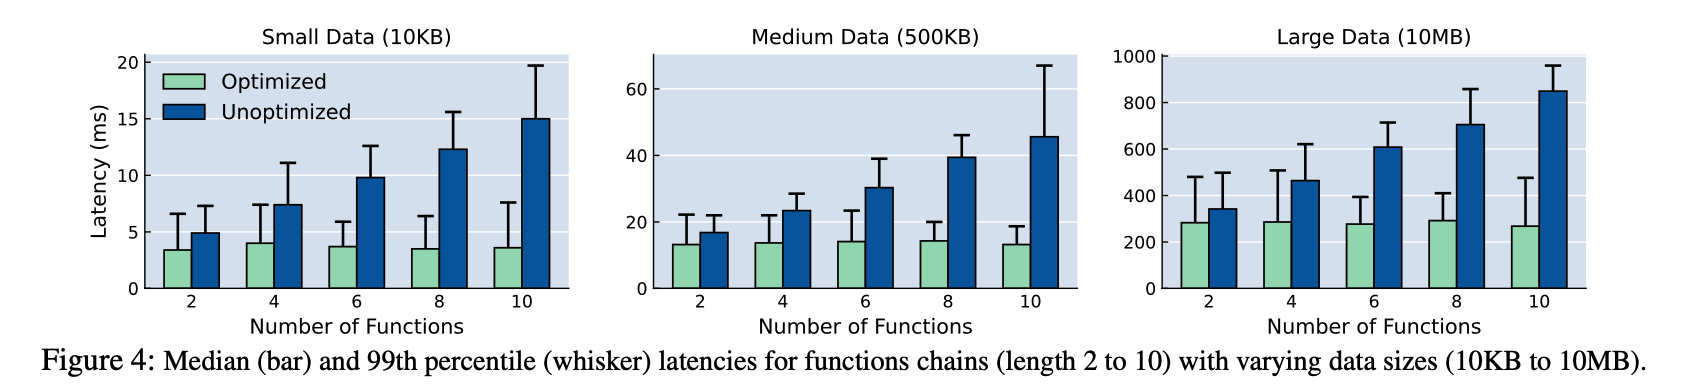 Small Data (10KB)
Medium Data (500KB)
Large Data (10MB)
Latency (ms)
20
15
10
5
0
Optimized
Unoptimized
2 4 6 8 10
Number of Functions
60
40
20
0
2 4 6 8 10
Number of Functions
1000
800
600
400
200
0
2 4 6 8 10
Number of Functions
Figure 4: Median (bar) and 99th percentile (whisker) latencies for functions chains (length 2 to 10) with varying data sizes (10KB to 10MB).